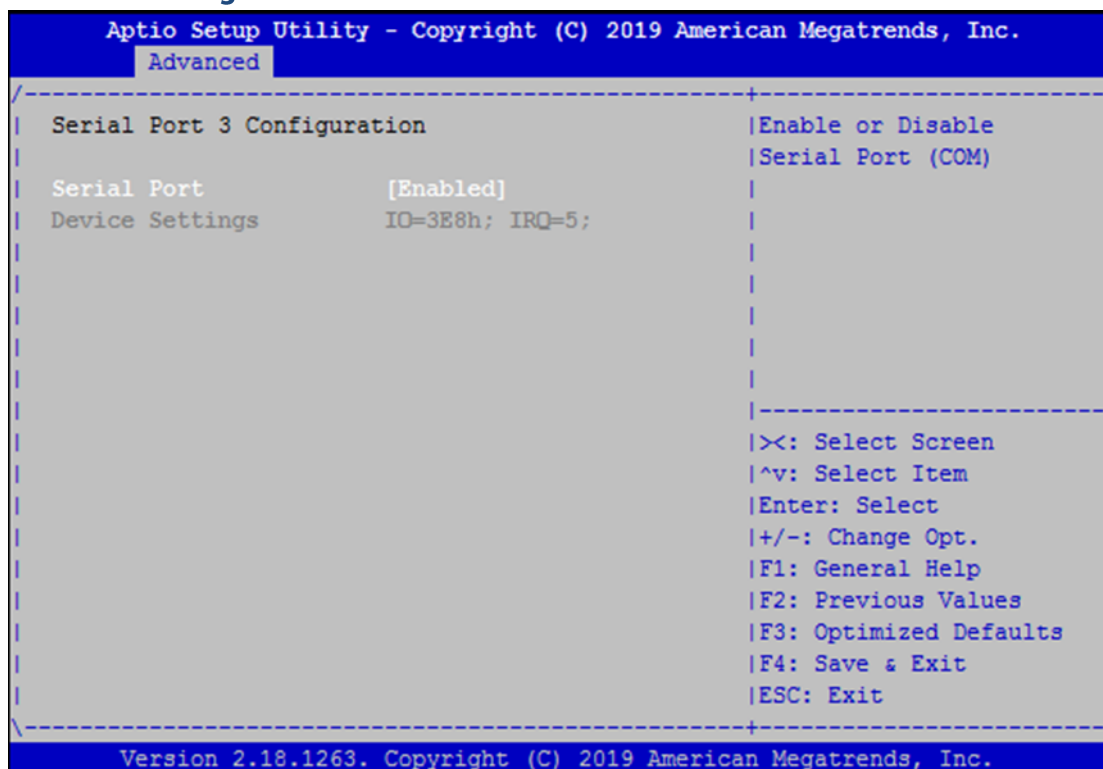 Aptio Setup Utility - Copyright (C) 2019 American Megatrends, Inc.
Advanced
/----------------------------------------------------+-------------------------
| Serial Port 3 Configuration |Enable or Disable
| |Serial Port (COM)
| Serial Port [Enabled] |
| Device Settings IO=3E8h; IRQ=5; |
| |
| |
| |
| |
| |
| |-------------------------
| |><: Select Screen
| |^v: Select Item
| |Enter: Select
| |+/-: Change Opt.
| |F1: General Help
| |F2: Previous Values
| |F3: Optimized Defaults
| |F4: Save & Exit
| |ESC: Exit
\----------------------------------------------------+-------------------------
Version 2.18.1263. Copyright (C) 2019 American Megatrends, Inc.